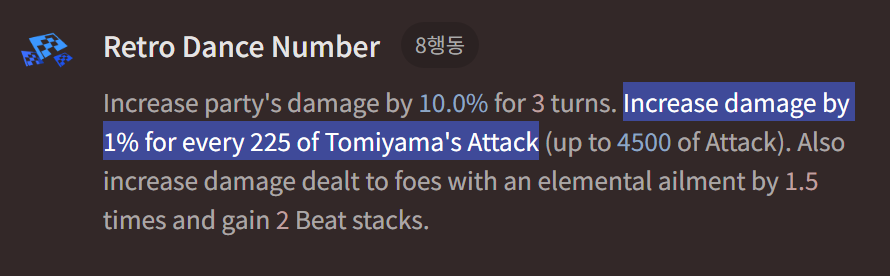 Retro Dance Number 8행동
Increase party's damage by 10.0% for 3 turns. Increase damage by
1% for every 225 of Tomiyama's Attack (up to 4500 of Attack). Also
increase damage dealt to foes with an elemental ailment by 1.5
times and gain 2 Beat stacks.